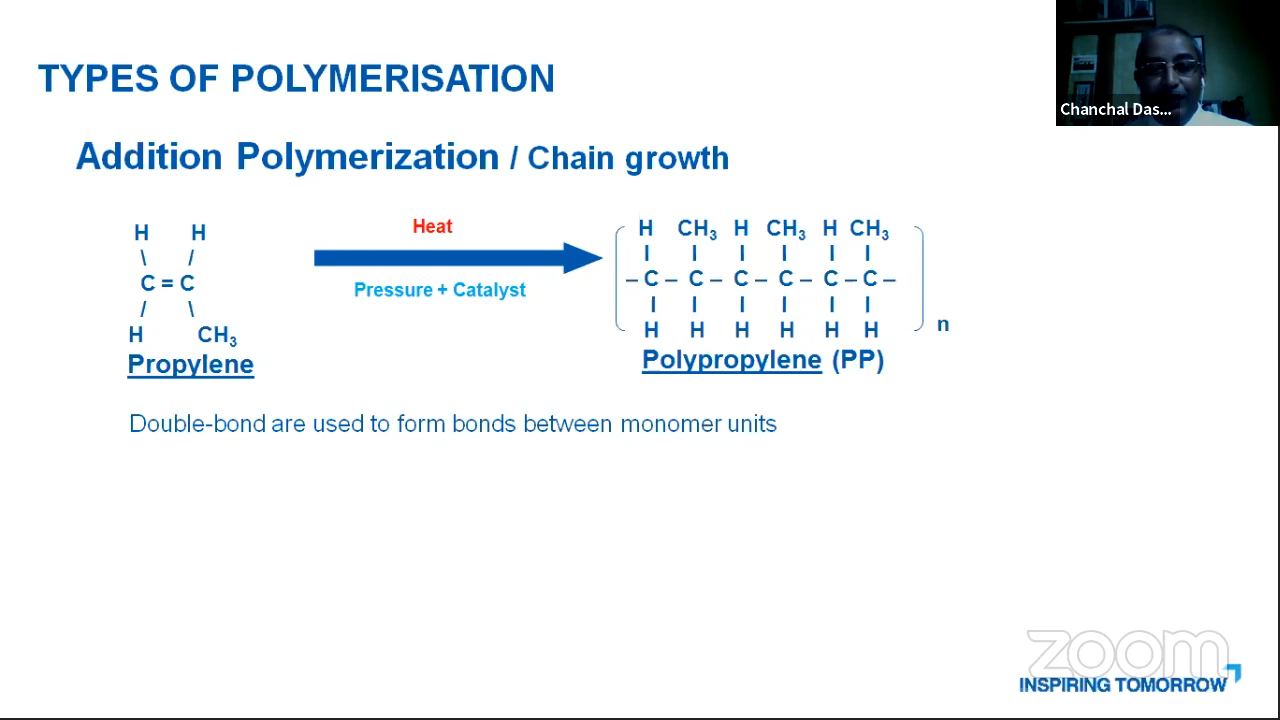 TYPES OF POLYMERISATION
Chanchal Das...
Addition Polymerization / Chain growth
H H
\ /
C = C
/ \
H CH₃
Propylene
Heat
Pressure + Catalyst
H CH₃ H CH₃ H CH₃
I I I I I I
– C – C – C – C – C – C –
I I I I I I
H H H H H H
n
Polypropylene (PP)
Double-bond are used to form bonds between monomer units
zoom
INSPIRING TOMORROW